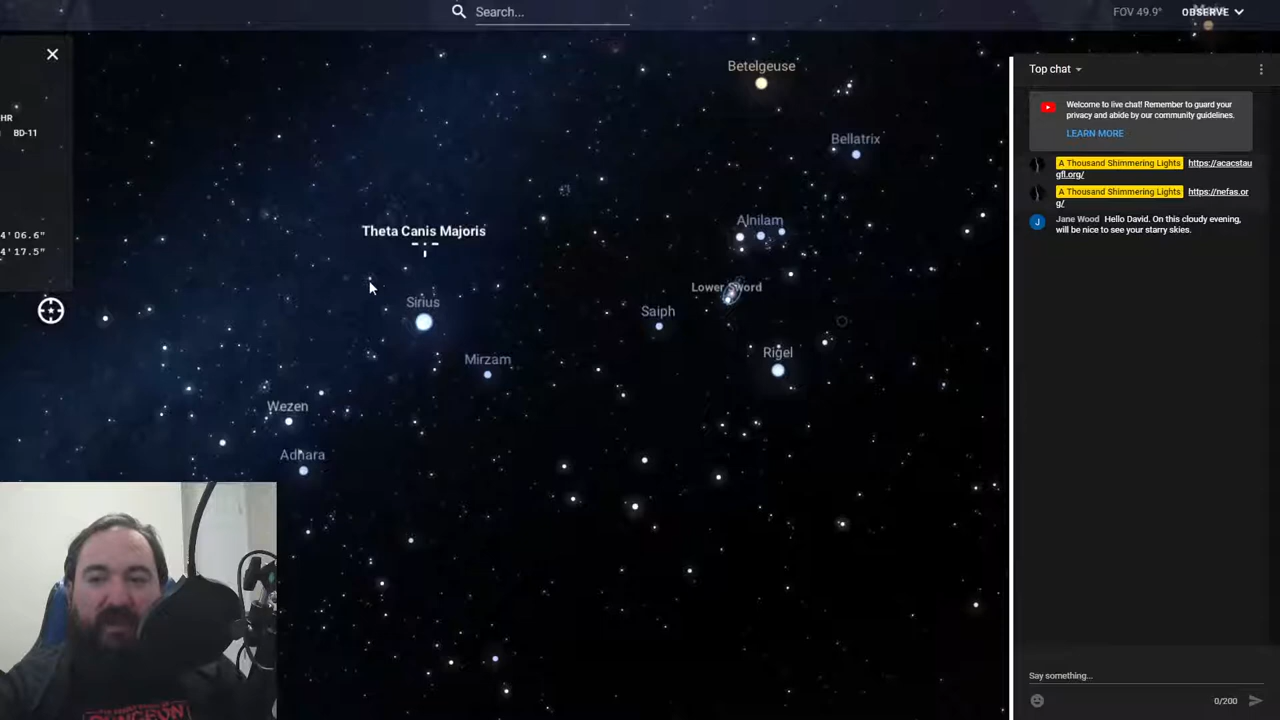 Search...
FOV 49.9°
OBSERVE
HR
BD-11
4'06.6"
4'17.5"
Betelgeuse
Bellatrix
Alnilam
Theta Canis Majoris
Lower Sword
Sirius
Saiph
Mirzam
Rigel
Wezen
Adhara
DUNGEON
Top chat
Welcome to live chat! Remember to guard your
privacy and abide by our community guidelines.
LEARN MORE
A Thousand Shimmering Lights https://acacstau
gfl.org/
A Thousand Shimmering Lights https://nefas.or
g/
Jane Wood Hello David. On this cloudy evening,
will be nice to see your starry skies.
Say something...
0/200